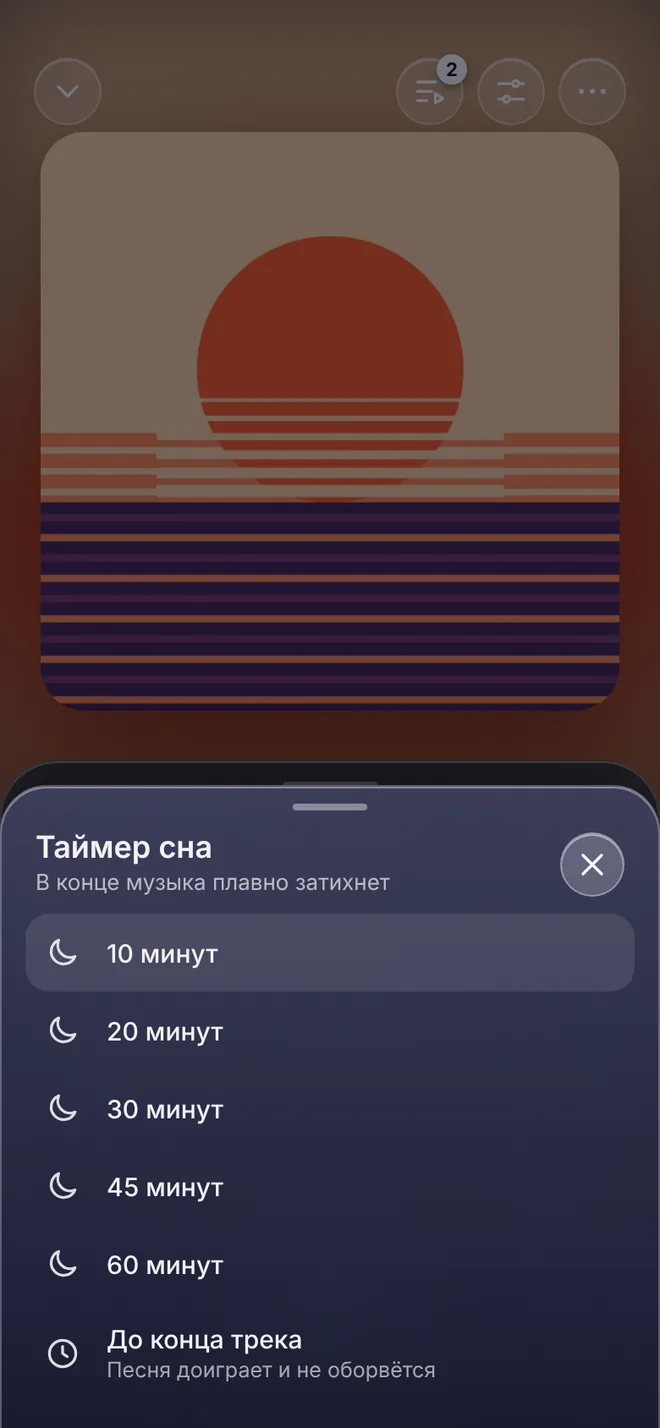 2
Таймер сна
В конце музыка плавно затихнет
10 минут
20 минут
30 минут
45 минут
60 минут
До конца трека
Песня доиграет и не оборвётся